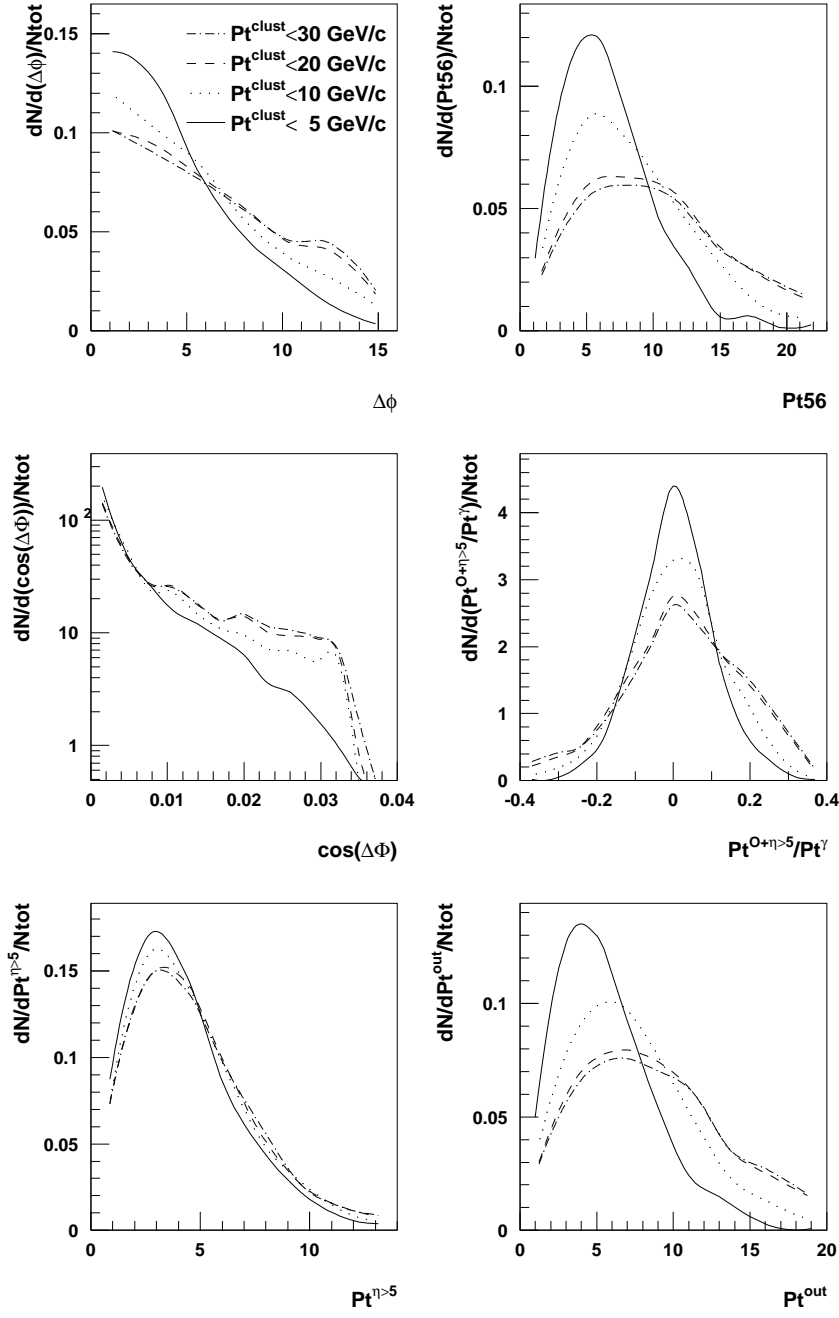 dN/d(Δϕ)/Ntot
0.15
0.1
0.05
0
Pt^clust<30 GeV/c
Pt^clust<20 GeV/c
Pt^clust<10 GeV/c
Pt^clust< 5 GeV/c
0 5 10 15
Δϕ
dN/d(Pt56)/Ntot
0.1
0.05
0
0 5 10 15 20
Pt56
dN/d(cos(ΔΦ))/Ntot
10^2
10
1
0 0.01 0.02 0.03 0.04
cos(ΔΦ)
dN/d(Pt^O+η>5/Pt^γ)/Ntot
4
3
2
1
0
-0.4 -0.2 0 0.2 0.4
Pt^O+η>5/Pt^γ
dN/dPt^η>5/Ntot
0.15
0.1
0.05
0
0 5 10
Pt^η>5
dN/dPt^out/Ntot
0.1
0.05
0
0 5 10 15 20
Pt^out